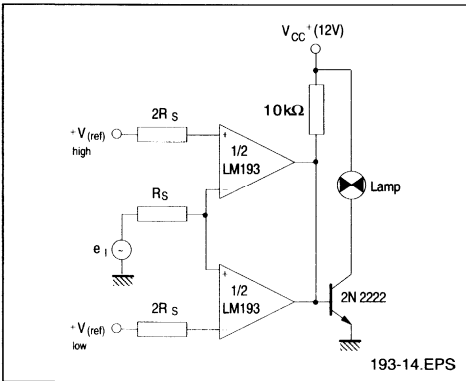 VCC+ (12V)
2RS
+V(ref)
high
+
1/2
LM193
-
10kΩ
Lamp
RS
eI
~
+
1/2
LM193
-
2N 2222
2RS
+V(ref)
low
193-14.EPS